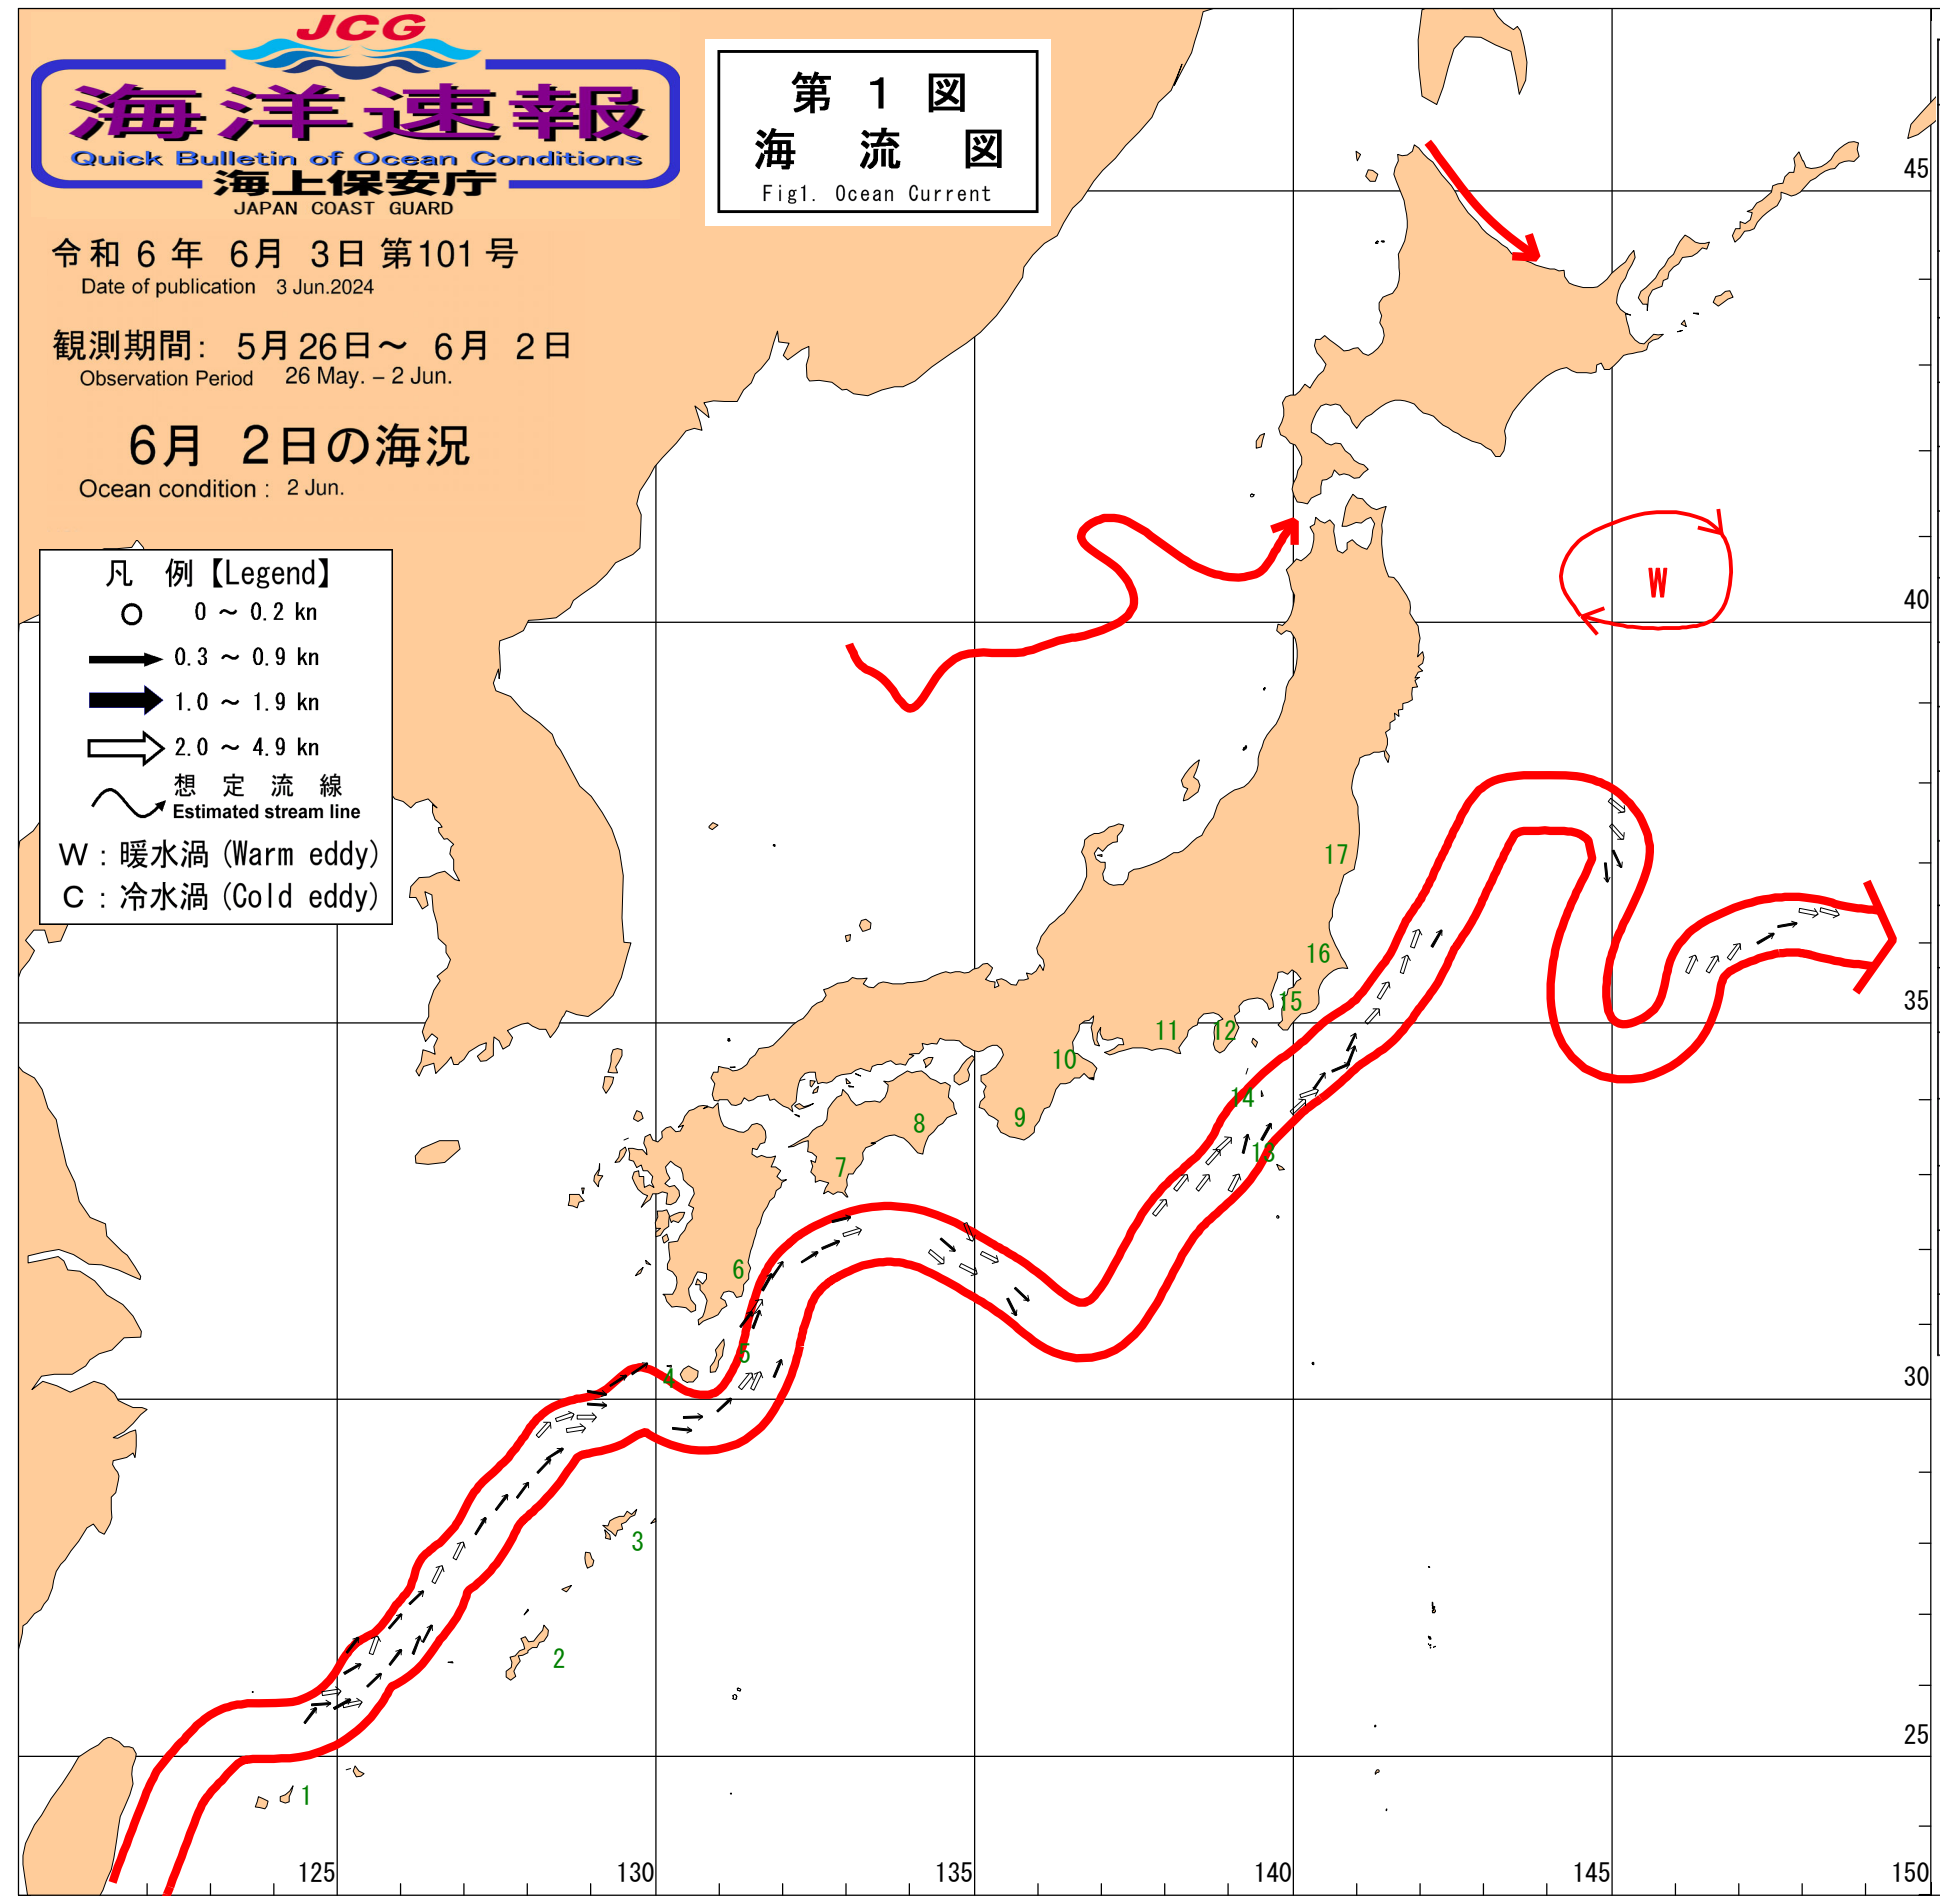 JCG
海洋速報
Quick Bulletin of Ocean Conditions
海上保安庁
JAPAN COAST GUARD
令和 6 年 6月 3日 第101 号
Date of publication 3 Jun.2024
観測期間: 5月26日～ 6月 2日
Observation Period 26 May. – 2 Jun.
6月 2日の海況
Ocean condition : 2 Jun.
第 1 図
海 流 図
Fig1. Ocean Current
凡 例【Legend】
0 ～ 0.2 kn
0.3 ～ 0.9 kn
1.0 ～ 1.9 kn
2.0 ～ 4.9 kn
想 定 流 線
Estimated stream line
W : 暖水渦 (Warm eddy)
C : 冷水渦 (Cold eddy)
45
40
W
17
16
35
15
11
12
10
14
9
8
13
7
6
5
4
30
3
2
25
1
125
130
135
140
145
150